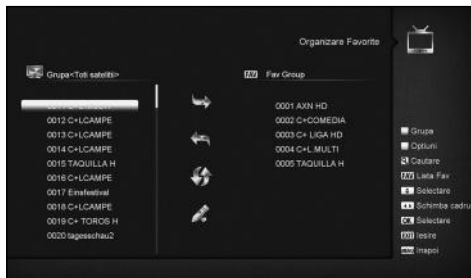 Organizare Favorite
Grupa<Toti satelitii>
0012 C+LCAMPE
0013 C+LCAMPE
0014 C+LCAMPE
0015 TAQUILLA H
0016 C+LCAMPE
0017 Einsfestival
0018 C+LCAMPE
0019 C+ TOROS H
0020 tagesschau2
FAV Fav Group
0001 AXN HD
0002 C+COMEDIA
0003 C+ LIGA HD
0004 C+L.MULTI
0005 TAQUILLA H
Grupa
Optiuni
Cautare
FAV Lista Fav
Selectare
Schimba cadru
OK Selectare
EXIT Iesire
MENU Inapoi